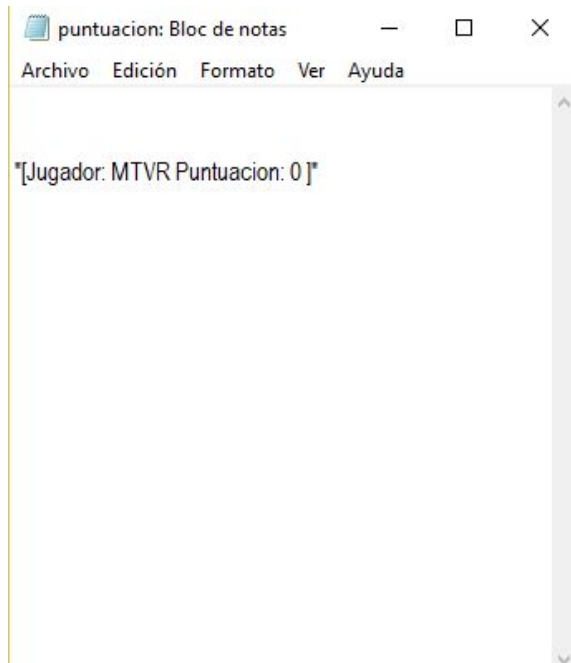 puntuacion: Bloc de notas
Archivo Edición Formato Ver Ayuda
"[Jugador: MTVR Puntuacion: 0 ]"